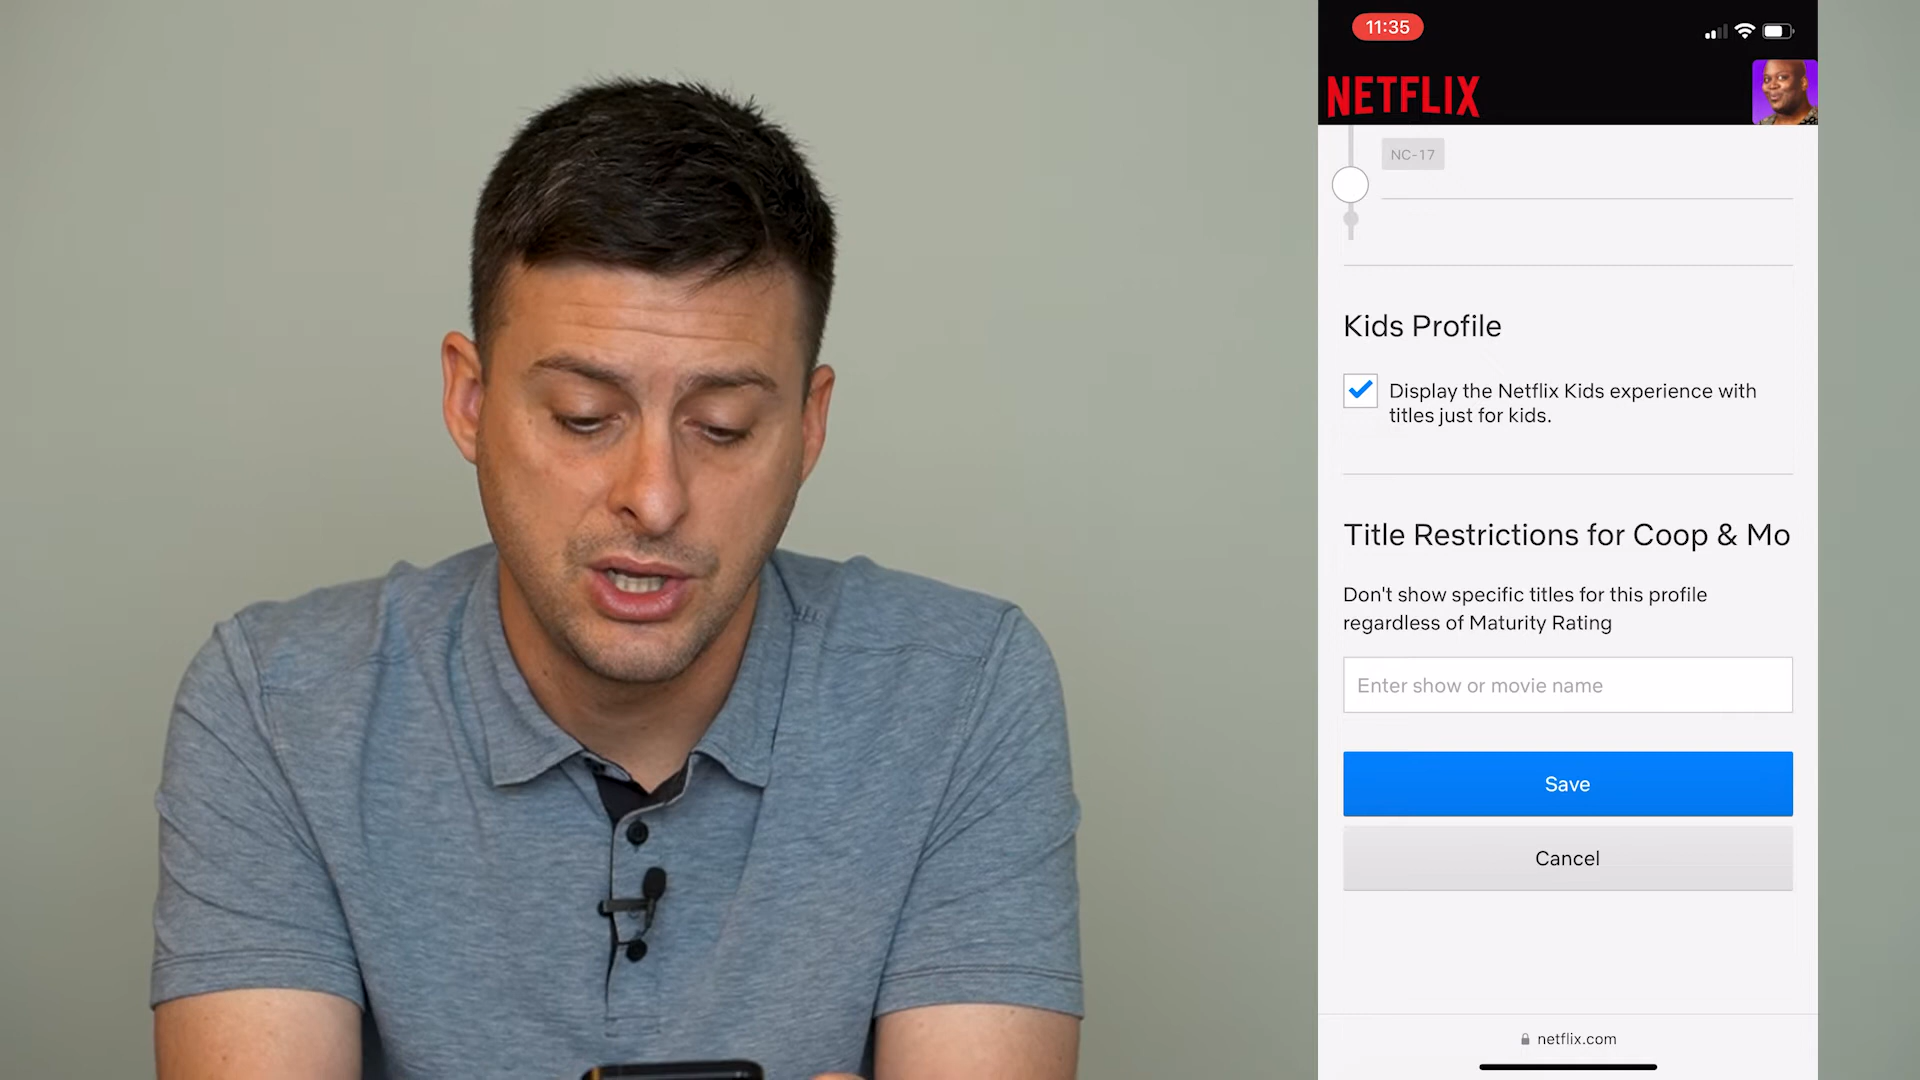 11:35
NETFLIX
NC-17
Kids Profile
Display the Netflix Kids experience with
titles just for kids.
Title Restrictions for Coop & Mo
Don't show specific titles for this profile
regardless of Maturity Rating
Enter show or movie name
Save
Cancel
netflix.com